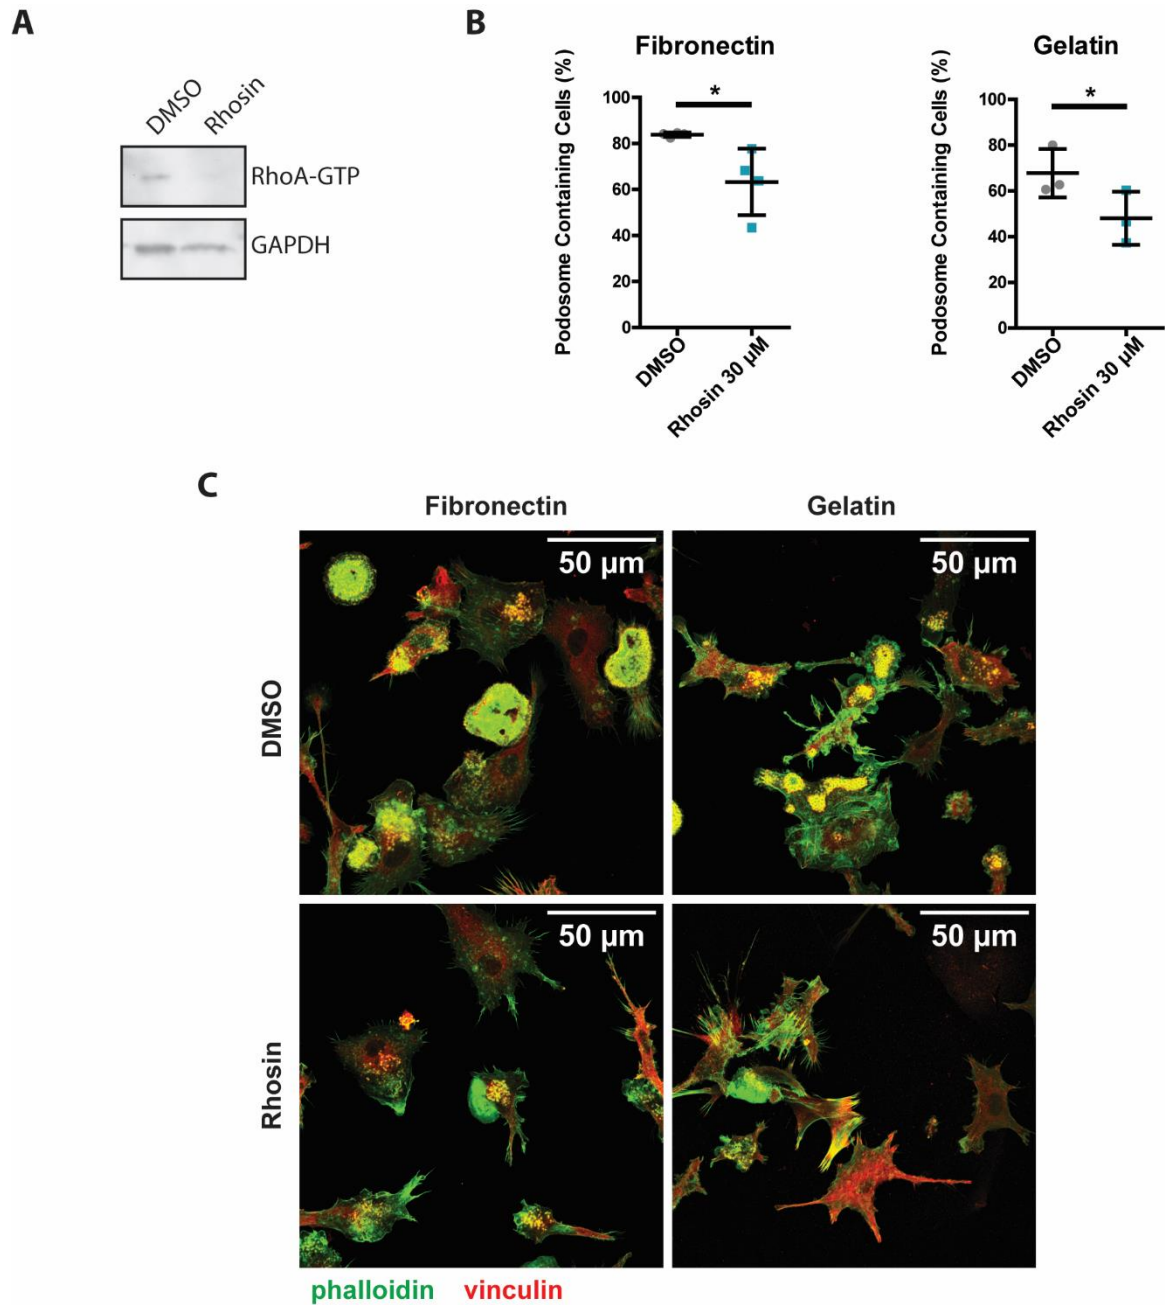 A
DMSO
Rhosin
RhoA-GTP
GAPDH
B
Fibronectin
Podosome Containing Cells (%)
100
80
60
40
20
0
*
DMSO
Rhosin 30 µM
Gelatin
Podosome Containing Cells (%)
100
80
60
40
20
0
*
DMSO
Rhosin 30 µM
C
Fibronectin
Gelatin
DMSO
50 µm
50 µm
Rhosin
50 µm
50 µm
phalloidin vinculin